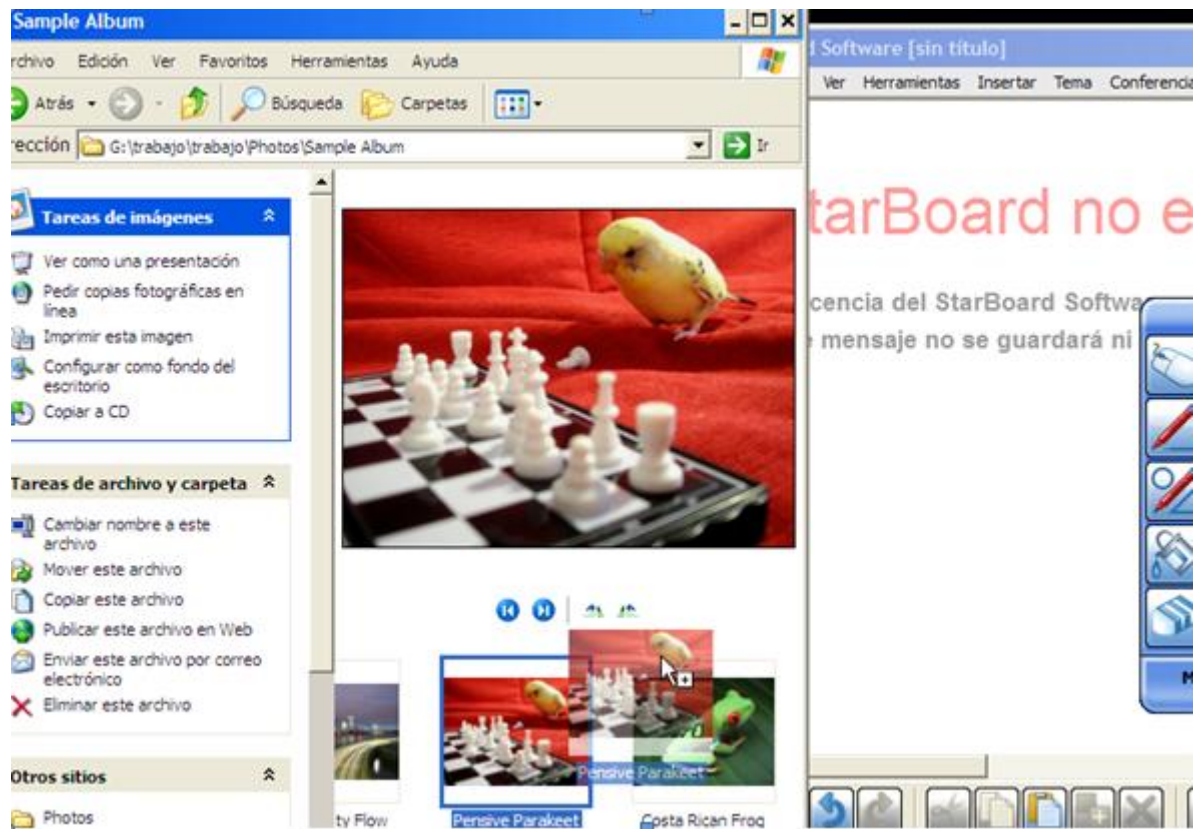 Sample Album
rchivo Edición Ver Favoritos Herramientas Ayuda
Atrás Búsqueda Carpetas
rección G:\trabajo\trabajo\Photos\Sample Album Ir
Tareas de imágenes
Ver como una presentación
Pedir copias fotográficas en
línea
Imprimir esta imagen
Configurar como fondo del
escritorio
Copiar a CD
Tareas de archivo y carpeta
Cambiar nombre a este
archivo
Mover este archivo
Copiar este archivo
Publicar este archivo en Web
Enviar este archivo por correo
electrónico
Eliminar este archivo
Otros sitios
Photos
Pensive Parakeet
ty Flow Pensive Parakeet Costa Rican Frog
d Software [sin título]
Ver Herramientas Insertar Tema Conferencia
tarBoard no e
cencia del StarBoard Softwa
e mensaje no se guardará ni
M